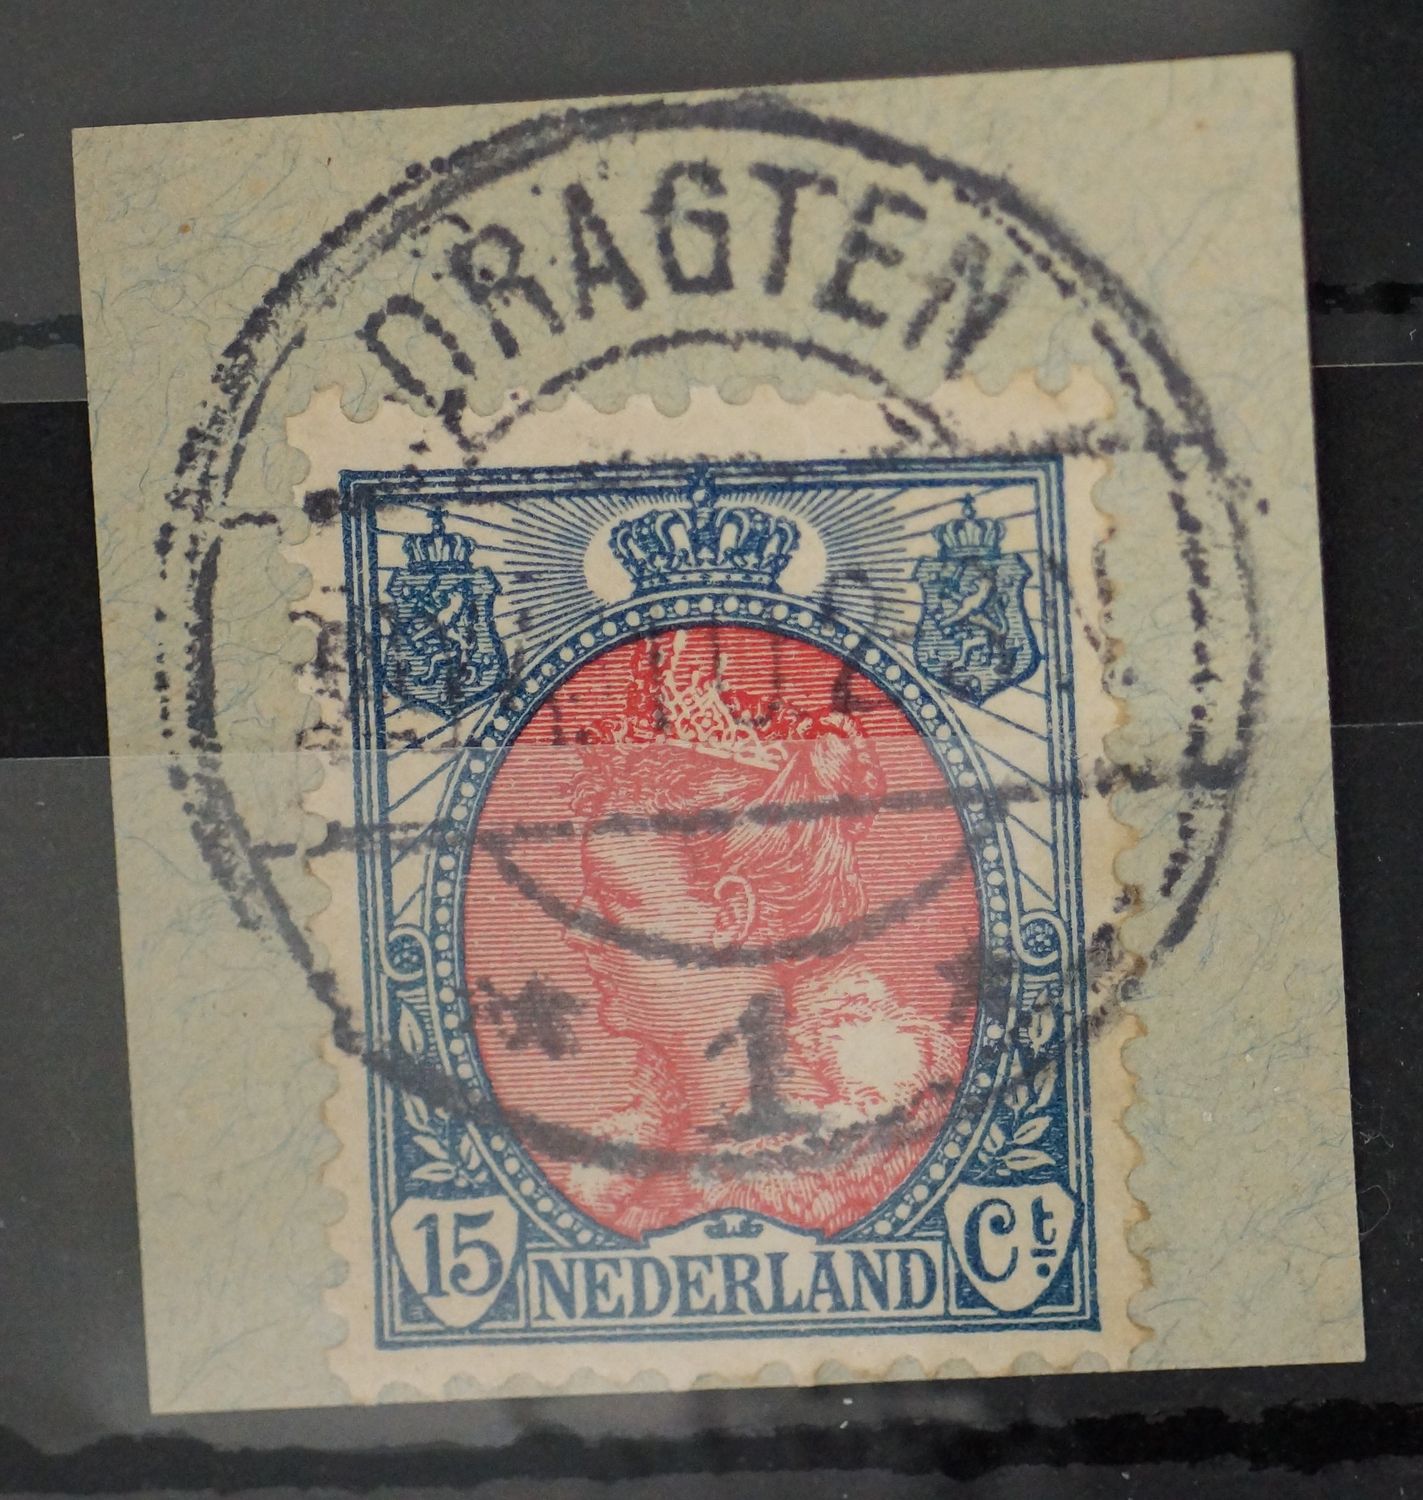 DRAGTEN
* 1 *
15 NEDERLAND Ct.